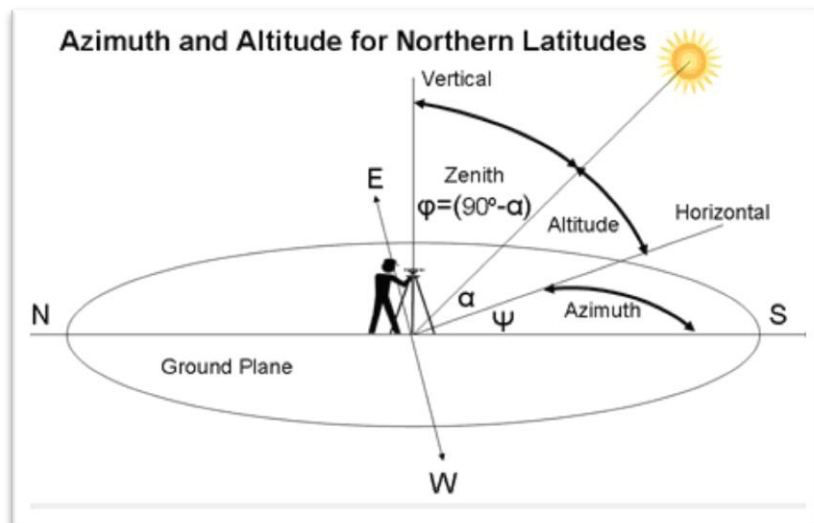 Azimuth and Altitude for Northern Latitudes
Vertical
E
Zenith
φ=(90º-α)
Altitude
Horizontal
N
α
Ψ
Azimuth
S
Ground Plane
W